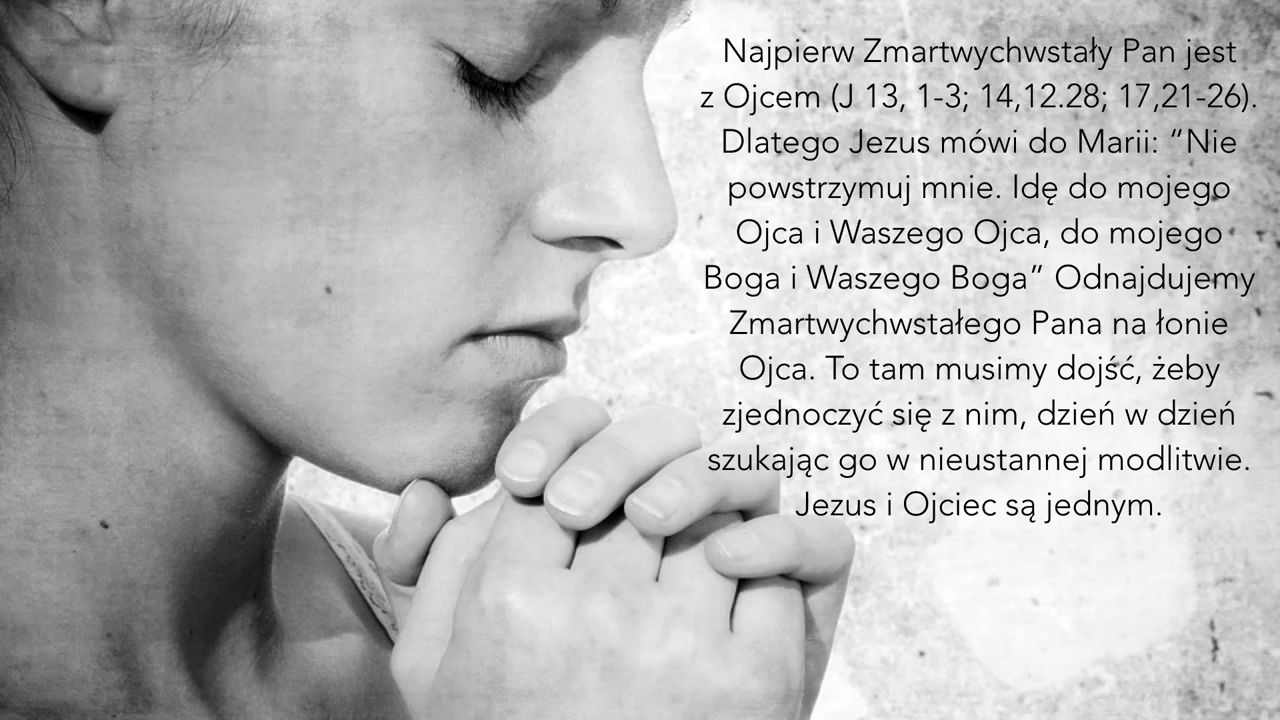 Najpierw Zmartwychwstały Pan jest
z Ojcem (J 13, 1-3; 14,12.28; 17,21-26).
Dlatego Jezus mówi do Marii: “Nie
powstrzymuj mnie. Idę do mojego
Ojca i Waszego Ojca, do mojego
Boga i Waszego Boga” Odnajdujemy
Zmartwychwstałego Pana na łonie
Ojca. To tam musimy dojść, żeby
zjednoczyć się z nim, dzień w dzień
szukając go w nieustannej modlitwie.
Jezus i Ojciec są jednym.